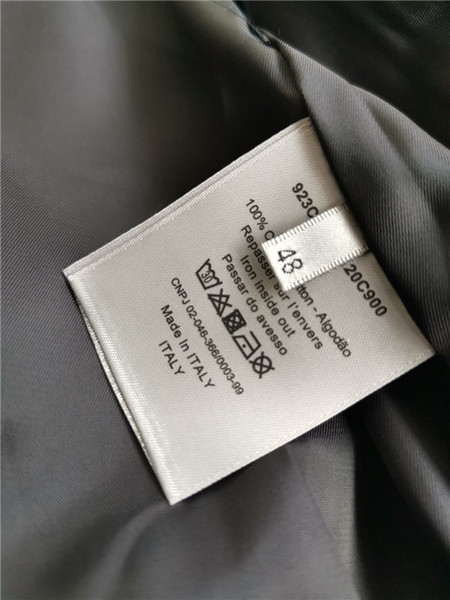 923C 20C900
100% C ton - Algodão
Repasser sur l'envers
Iron inside out
Passar do avesso
30
CNPJ 02-046-366/0003-99
Made in ITALY
ITALY
48